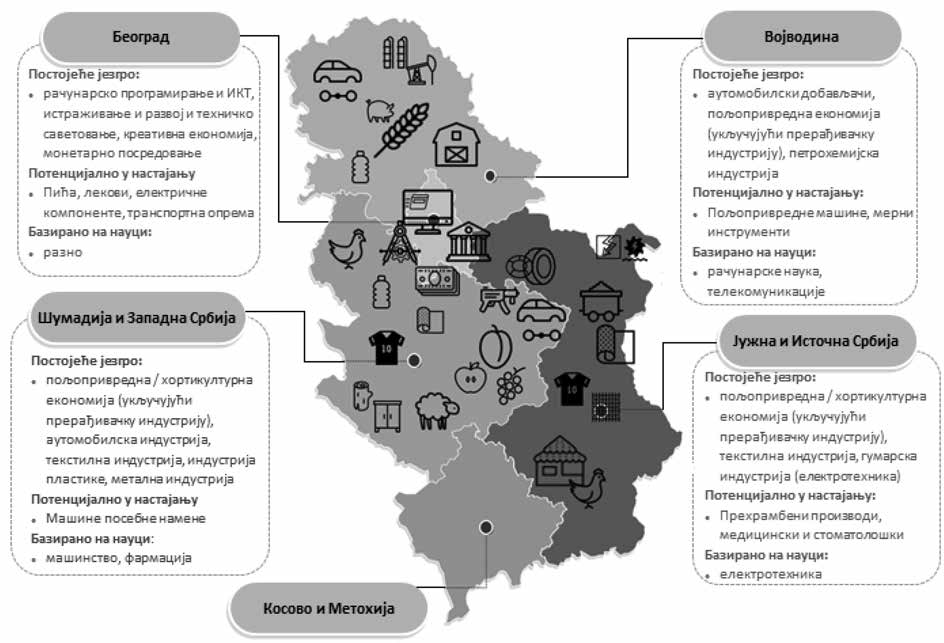 Београд
Постојеће језгро:
• рачунарско програмирање и ИКТ,
истраживање и развој и техничко
саветовање, креативна економија,
монетарно посредовање
Потенцијално у настајању
• Пића, лекови, електричне
компоненте, транспортна опрема
Базирано на науци:
• разно
Војводина
Постојеће језгро:
• аутомобилски добављачи,
пољопривредна економија
(укључујући прерађивачку
индустрију), петрохемијска
индустрија
Потенцијално у настајању:
• Пољопривредне машине, мерни
инструменти
Базирано на науци:
• рачунарске наука,
телекомуникације
Шумадија и Западна Србија
Постојеће језгро:
• пољопривредна / хортикултурна
економија (укључујући
прерађивачку индустрију),
аутомобилска индустрија,
текстилна индустрија, индустрија
пластике, метална индустрија
Потенцијално у настајању
• Машине посебне намене
Базирано на науци:
• машинство, фармација
Јужна и Источна Србија
Постојеће језгро:
• пољопривредна / хортикултурна
економија (укључујући
прерађивачку индустрију),
текстилна индустрија, гумарска
индустрија (електротехника)
Потенцијално у настајању:
• Прехрамбени производи,
медицински и стоматолошки
Базирано на науци:
• електротехника
Косово и Метохија
10
10